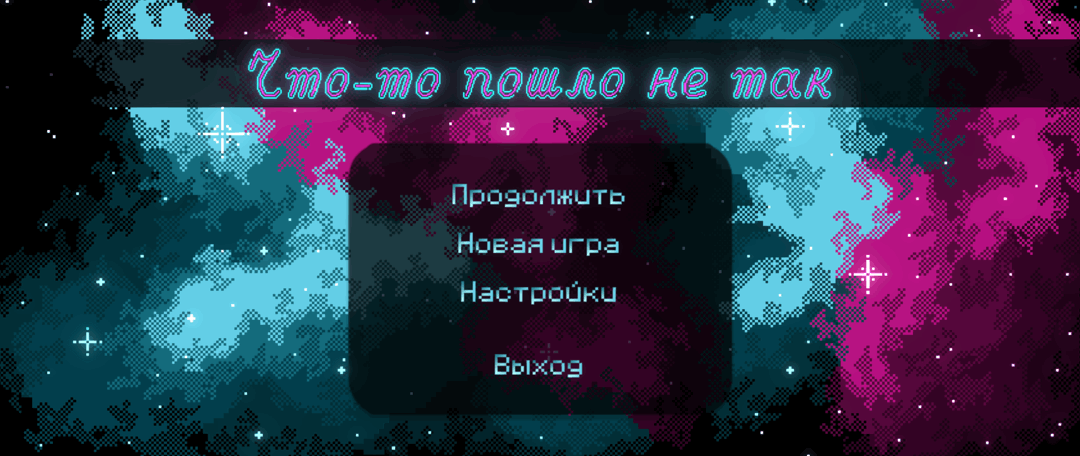 Что-то пошло не так
Продолжить
Новая игра
Настройки
Выход